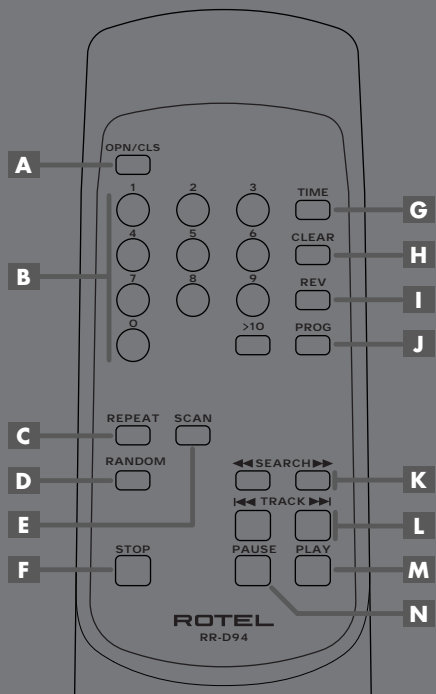 OPN/CLS
A
1 2 3 TIME
G
4 5 6 CLEAR
H
B
7 8 9 REV
I
0 >10 PROG
J
REPEAT SCAN
C
RANDOM ◀◀ SEARCH ▶▶
D K
|◀◀ TRACK ▶▶|
E L
STOP PAUSE PLAY
F M
N
ROTEL
RR-D94